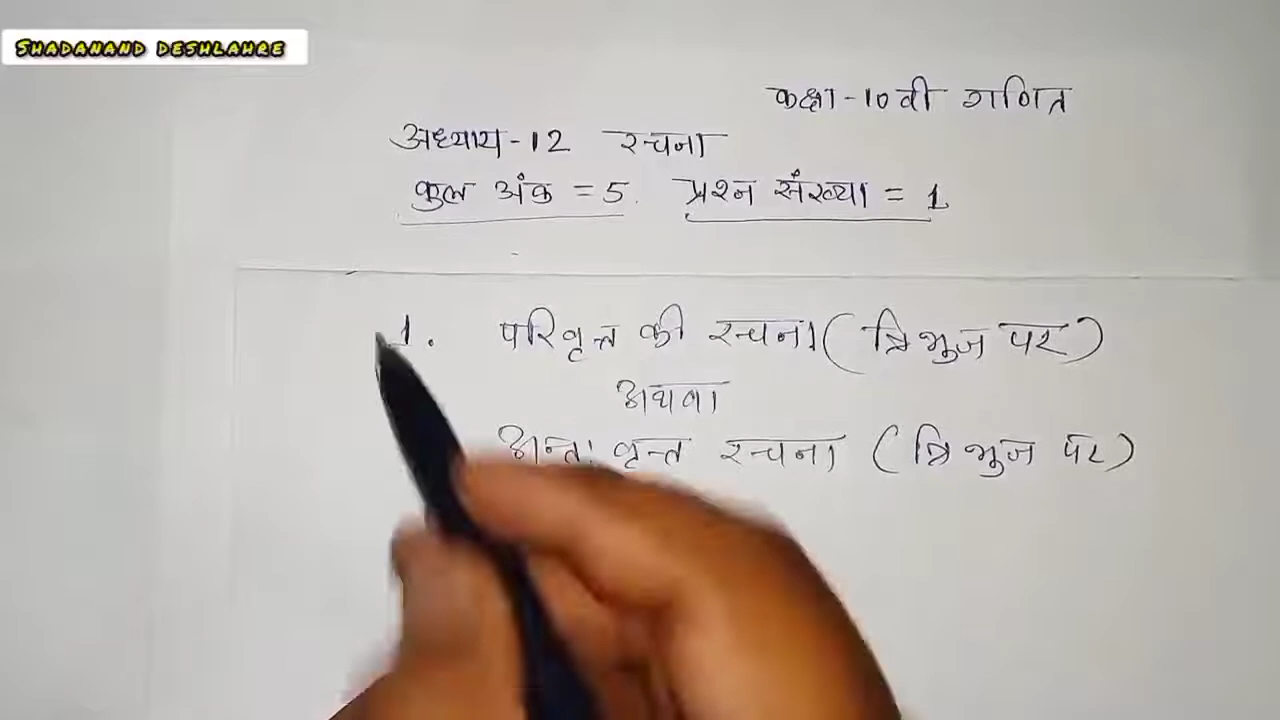 SHADANAND DESHLAHRE
कक्षा-10वी गणित
अध्याय-12 रचना
कुल अंक = 5. प्रश्न संख्या = 1
1. परिवृत्त की रचना (त्रिभुज पर)
अथवा
अन्तः वृत्त रचना (त्रिभुज पर)